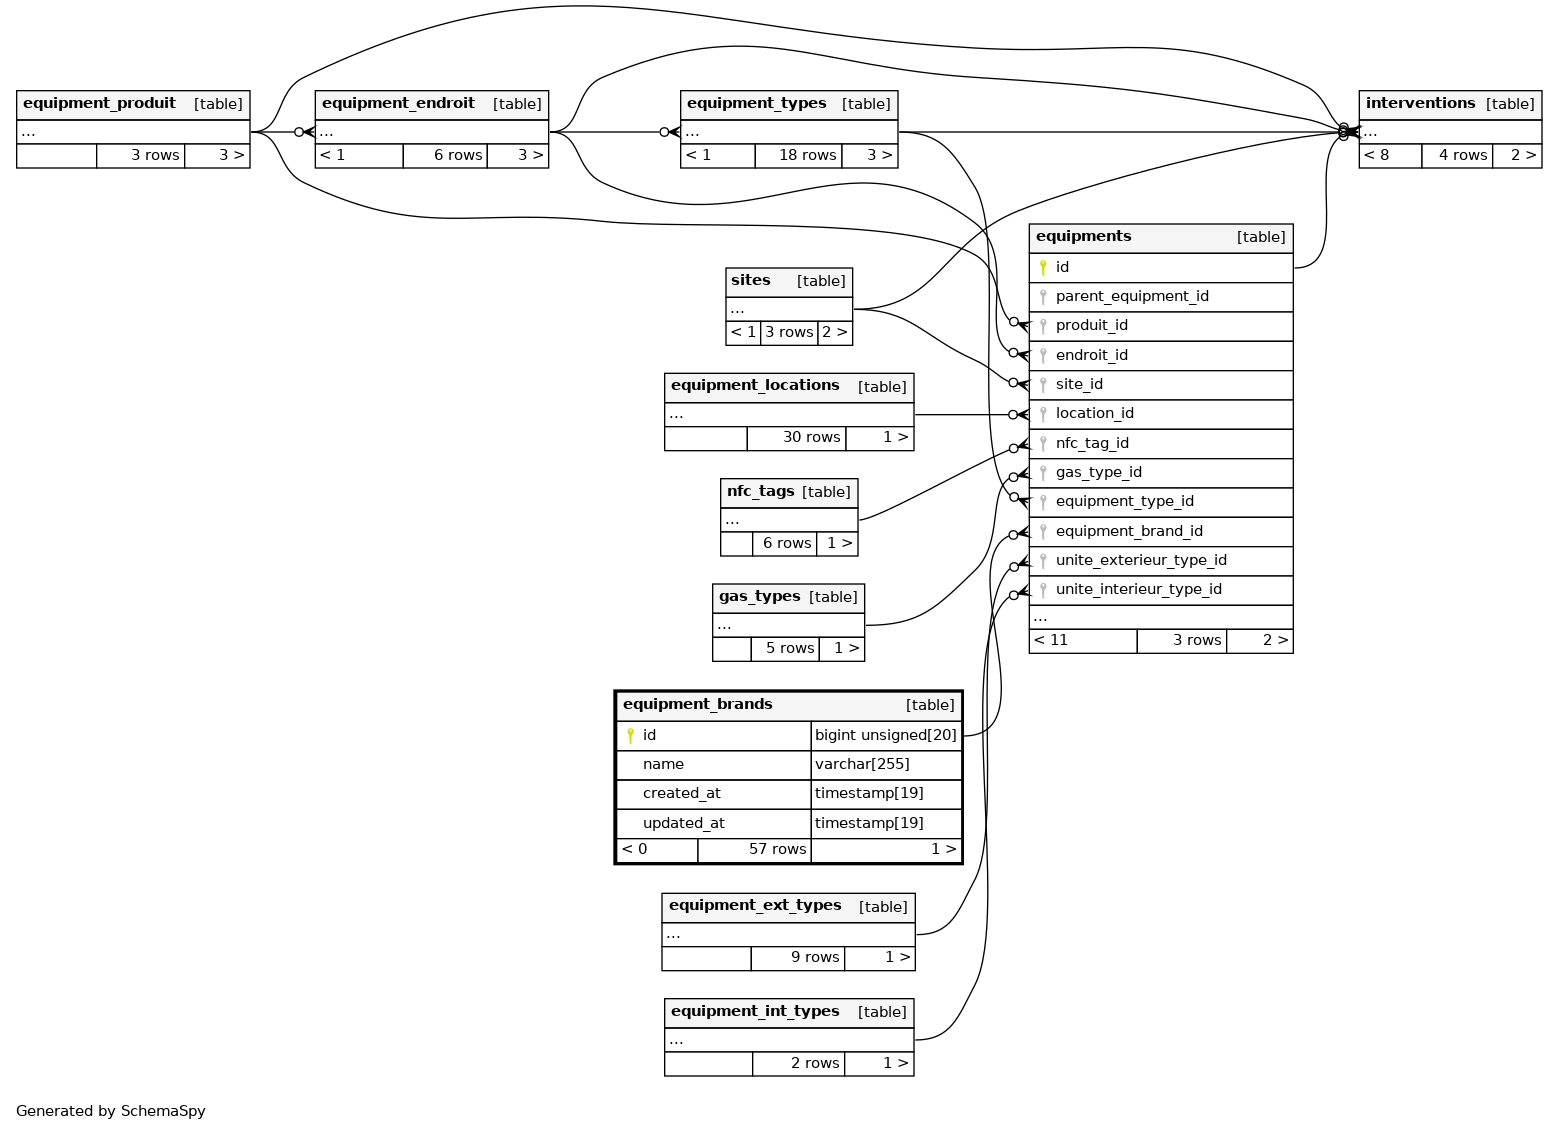 equipment_produit [table]
...
3 rows 3 >
equipment_endroit [table]
...
< 1 6 rows 3 >
equipment_types [table]
...
< 1 18 rows 3 >
interventions [table]
...
< 8 4 rows 2 >
equipments [table]
id
parent_equipment_id
produit_id
endroit_id
site_id
location_id
nfc_tag_id
gas_type_id
equipment_type_id
equipment_brand_id
unite_exterieur_type_id
unite_interieur_type_id
...
< 11 3 rows 2 >
sites [table]
...
< 1 3 rows 2 >
equipment_locations [table]
...
30 rows 1 >
nfc_tags [table]
...
6 rows 1 >
gas_types [table]
...
5 rows 1 >
equipment_brands [table]
id bigint unsigned[20]
name varchar[255]
created_at timestamp[19]
updated_at timestamp[19]
< 0 57 rows 1 >
equipment_ext_types [table]
...
9 rows 1 >
equipment_int_types [table]
...
2 rows 1 >
Generated by SchemaSpy